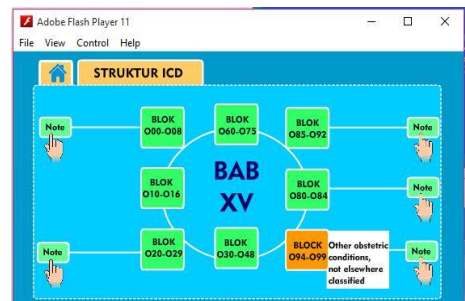 Adobe Flash Player 11
File View Control Help
STRUKTUR ICD
Note
BLOK
O00-O08
BLOK
O60-O75
BLOK
O85-O92
Note
BLOK
O10-O16
BAB
XV
BLOK
O80-O84
Note
Note
BLOK
O20-O29
BLOK
O30-O48
BLOCK
O94-O99
Other obstetric
conditions,
not elsewhere
classified
Note